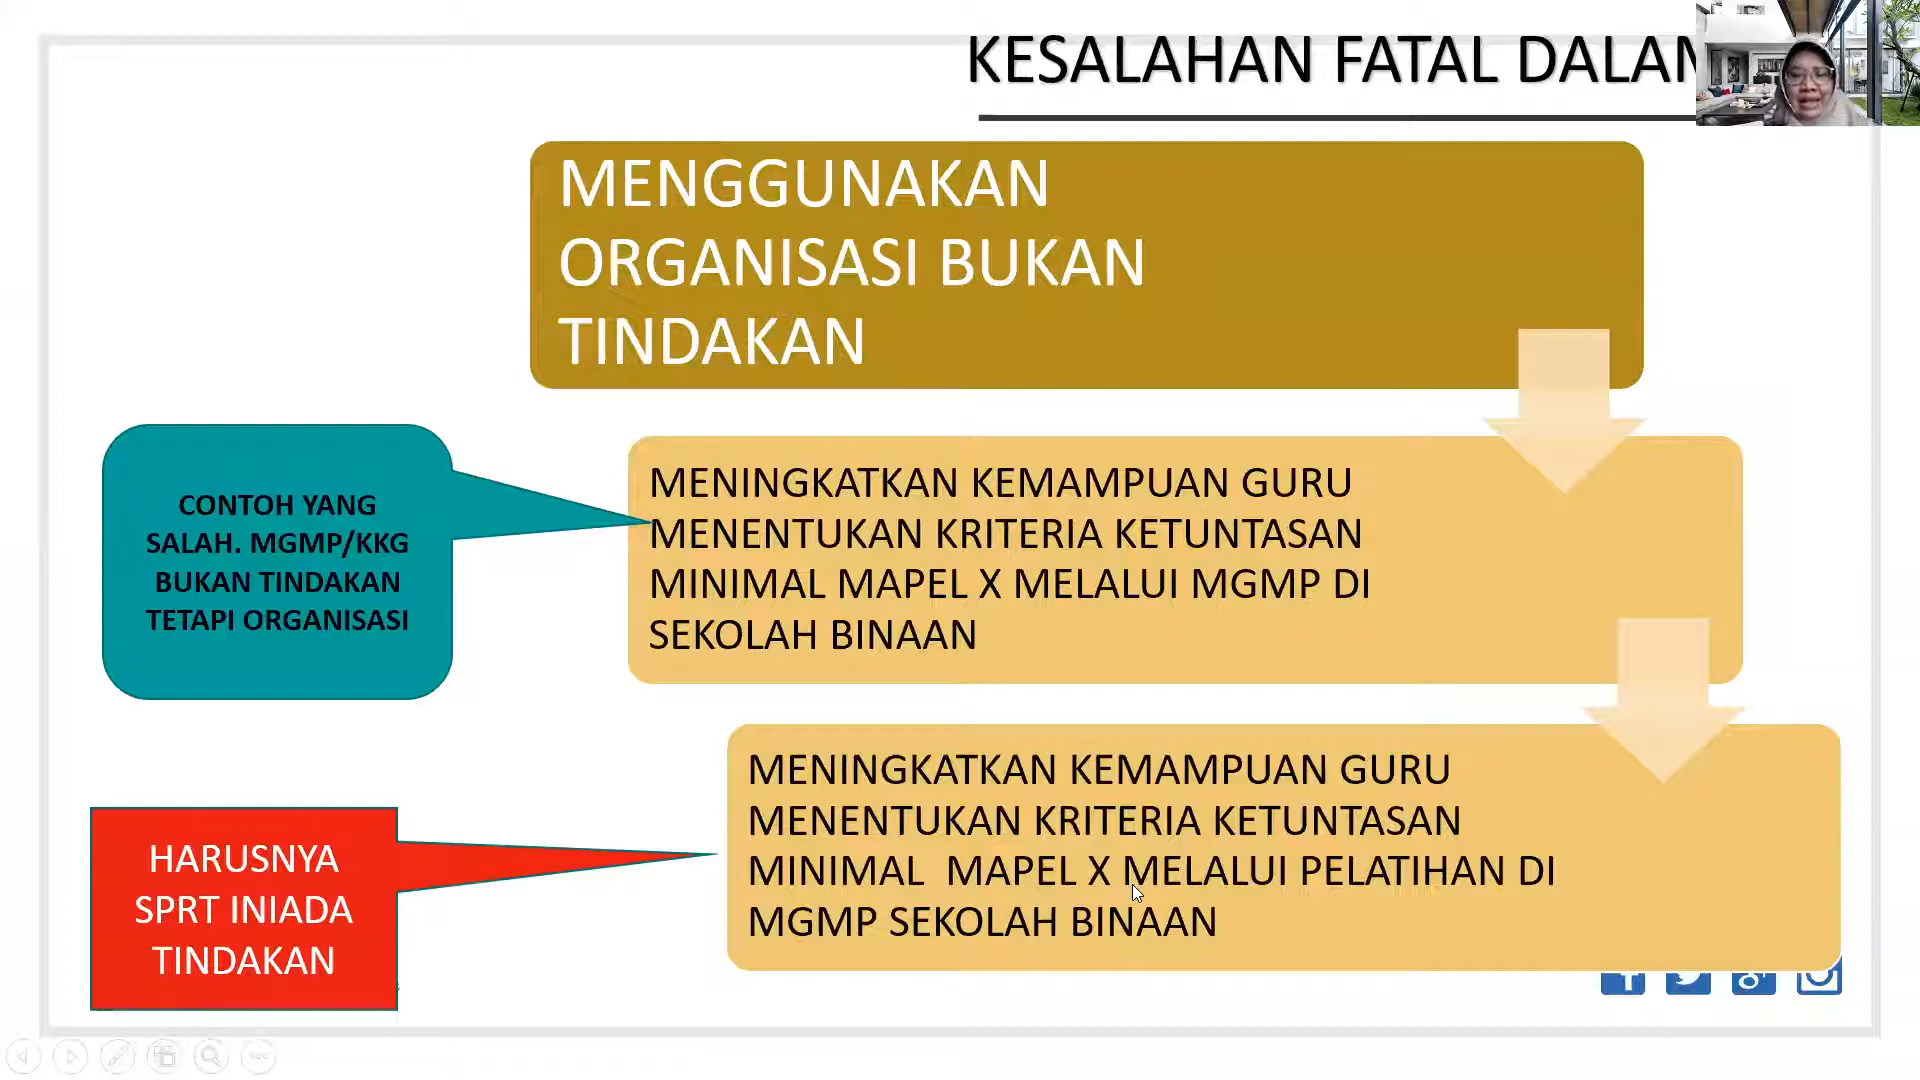 KESALAHAN FATAL DALAM
MENGGUNAKAN
ORGANISASI BUKAN
TINDAKAN
CONTOH YANG
SALAH. MGMP/KKG
BUKAN TINDAKAN
TETAPI ORGANISASI
MENINGKATKAN KEMAMPUAN GURU
MENENTUKAN KRITERIA KETUNTASAN
MINIMAL MAPEL X MELALUI MGMP DI
SEKOLAH BINAAN
HARUSNYA
SPRT INIADA
TINDAKAN
MENINGKATKAN KEMAMPUAN GURU
MENENTUKAN KRITERIA KETUNTASAN
MINIMAL  MAPEL X MELALUI PELATIHAN DI
MGMP SEKOLAH BINAAN